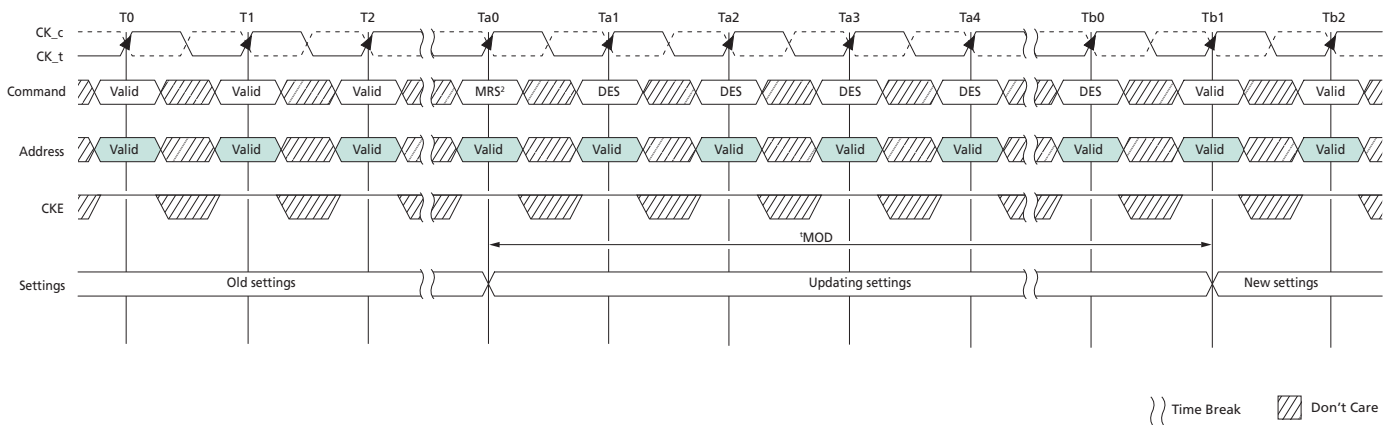 T0 T1 T2 Ta0 Ta1 Ta2 Ta3 Ta4 Tb0 Tb1 Tb2
CK_c
CK_t
Command Valid Valid Valid MRS² DES DES DES DES DES Valid Valid
Address Valid Valid Valid Valid Valid Valid Valid Valid Valid Valid Valid
CKE
ᵗMOD
Settings Old settings Updating settings New settings
Time Break Don't Care